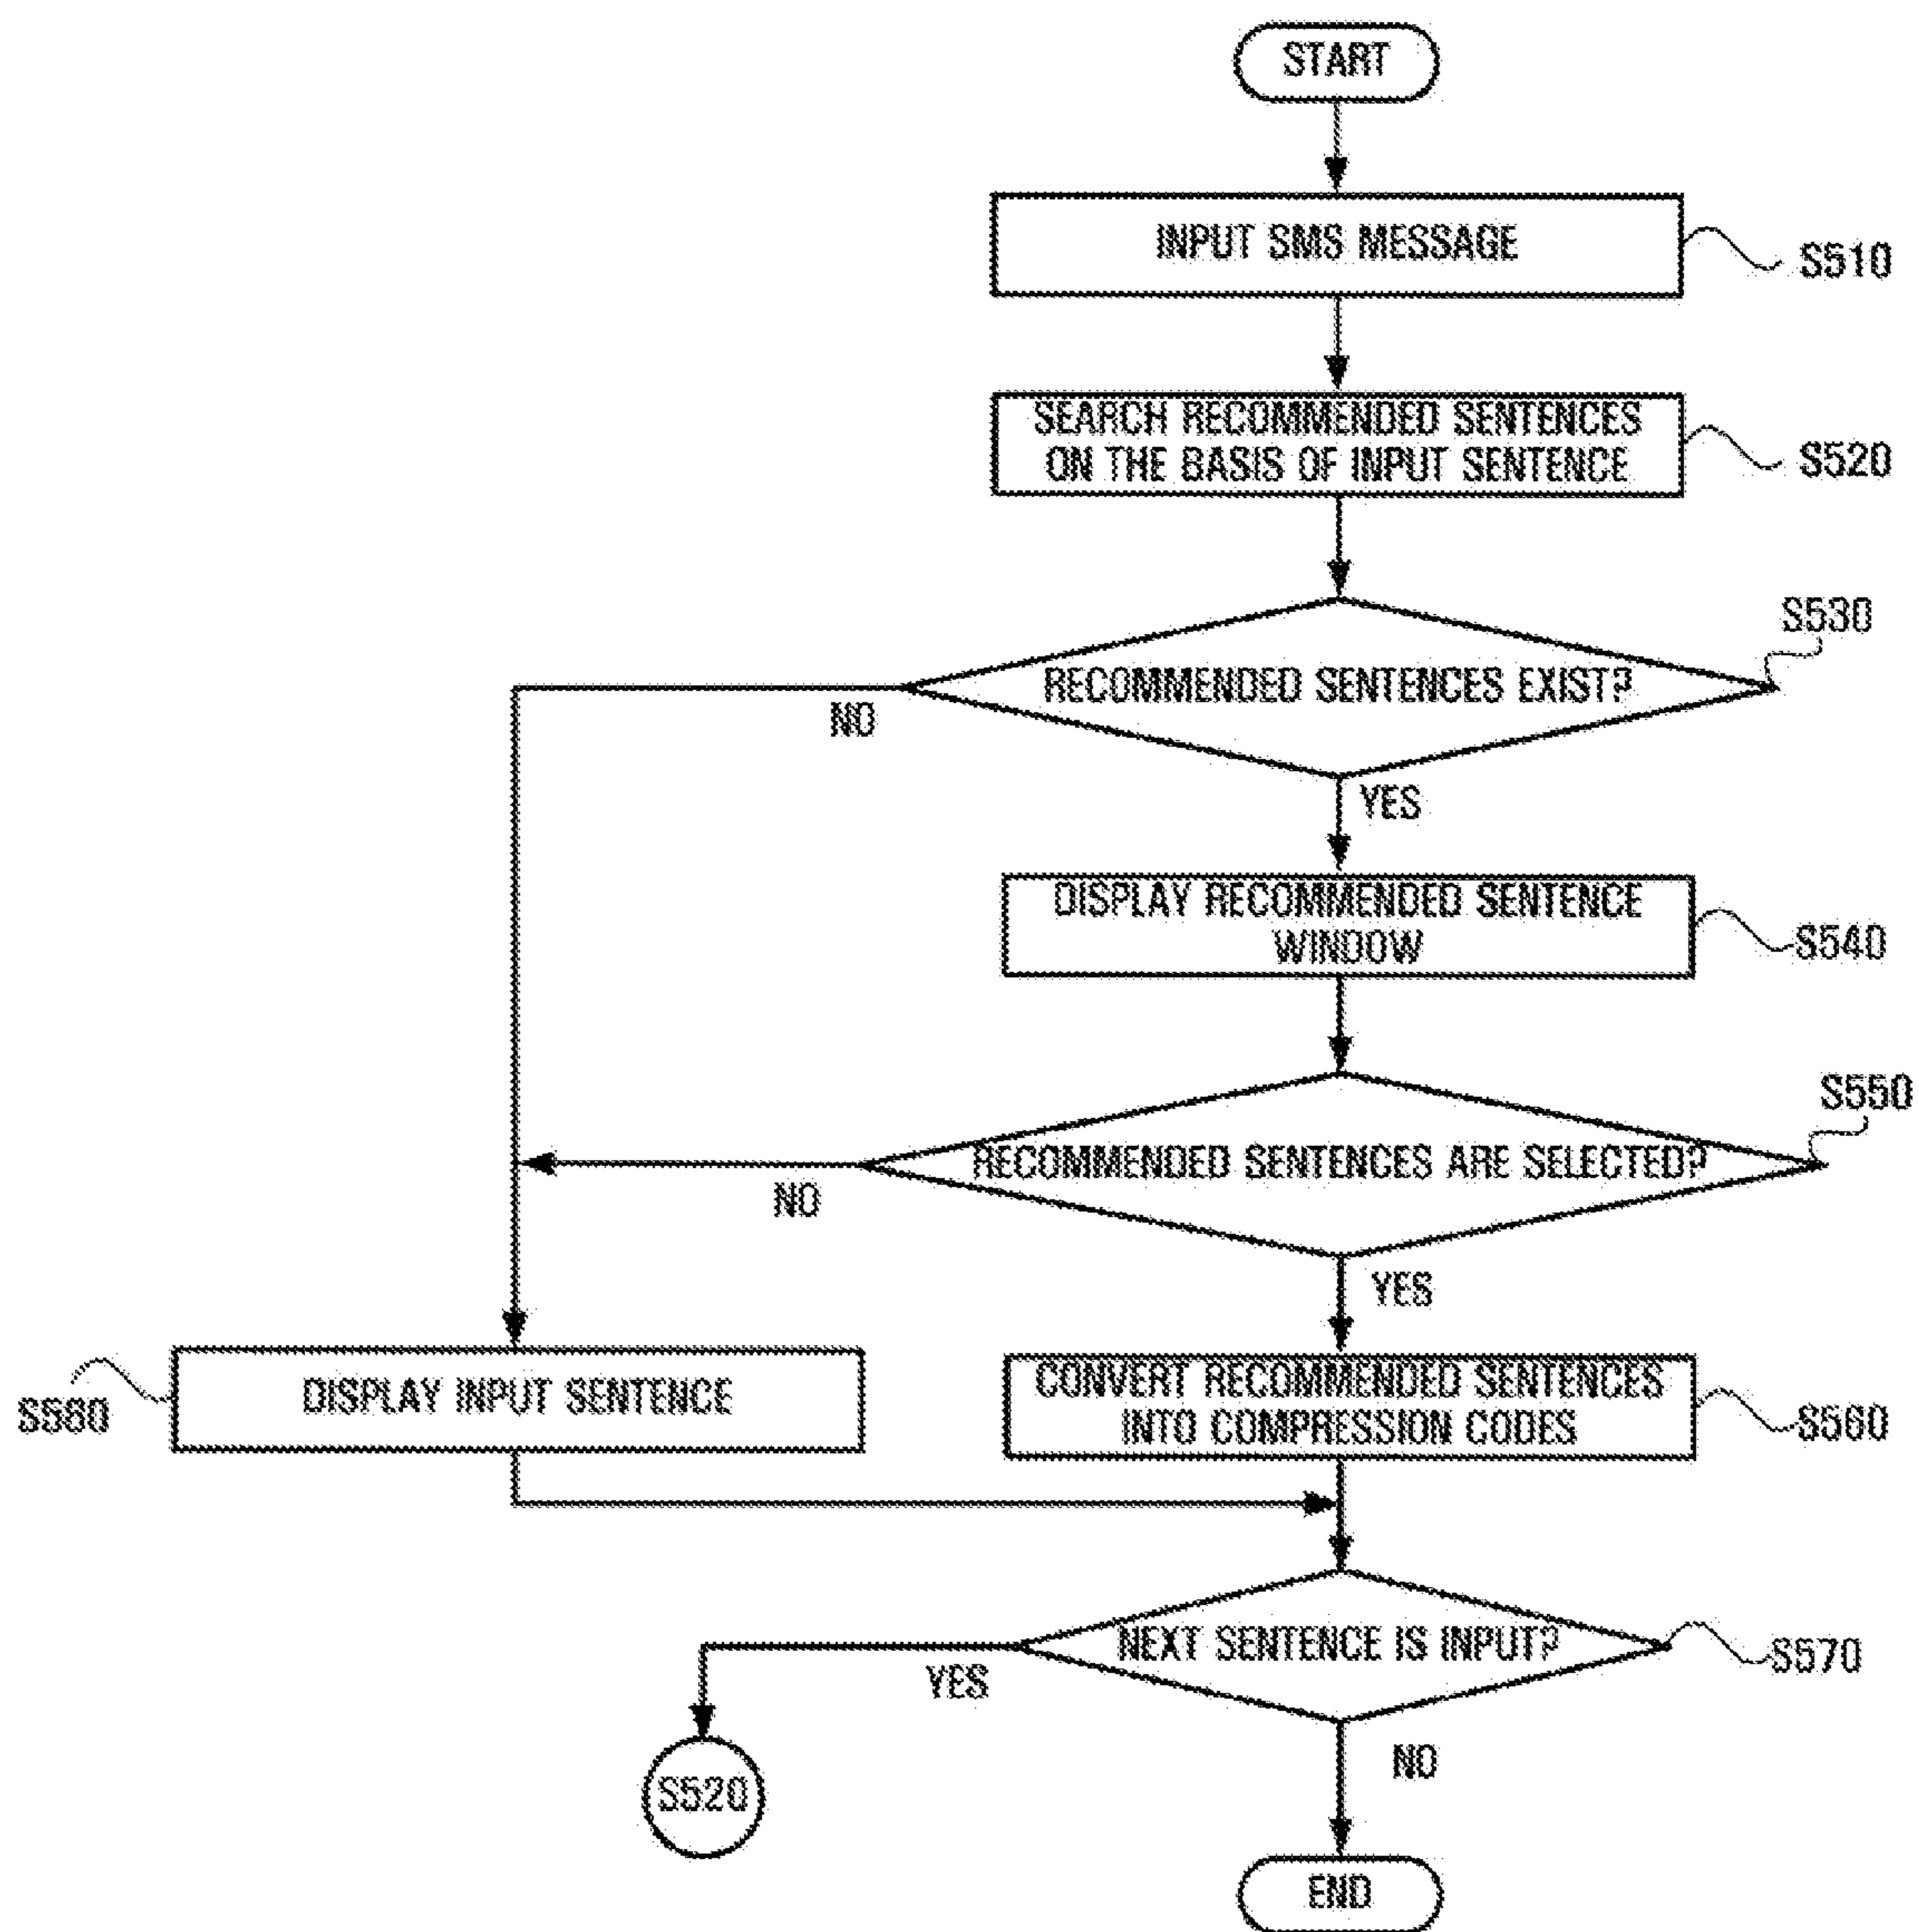 START
INPUT SMS MESSAGE
S510
SEARCH RECOMMENDED SENTENCES
ON THE BASIS OF INPUT SENTENCE
S520
S530
RECOMMENDED SENTENCES EXIST?
NO
YES
DISPLAY RECOMMENDED SENTENCE
WINDOW
S540
S550
RECOMMENDED SENTENCES ARE SELECTED?
NO
YES
DISPLAY INPUT SENTENCE
S580
CONVERT RECOMMENDED SENTENCES
INTO COMPRESSION CODES
S560
NEXT SENTENCE IS INPUT?
S570
YES
NO
S520
END